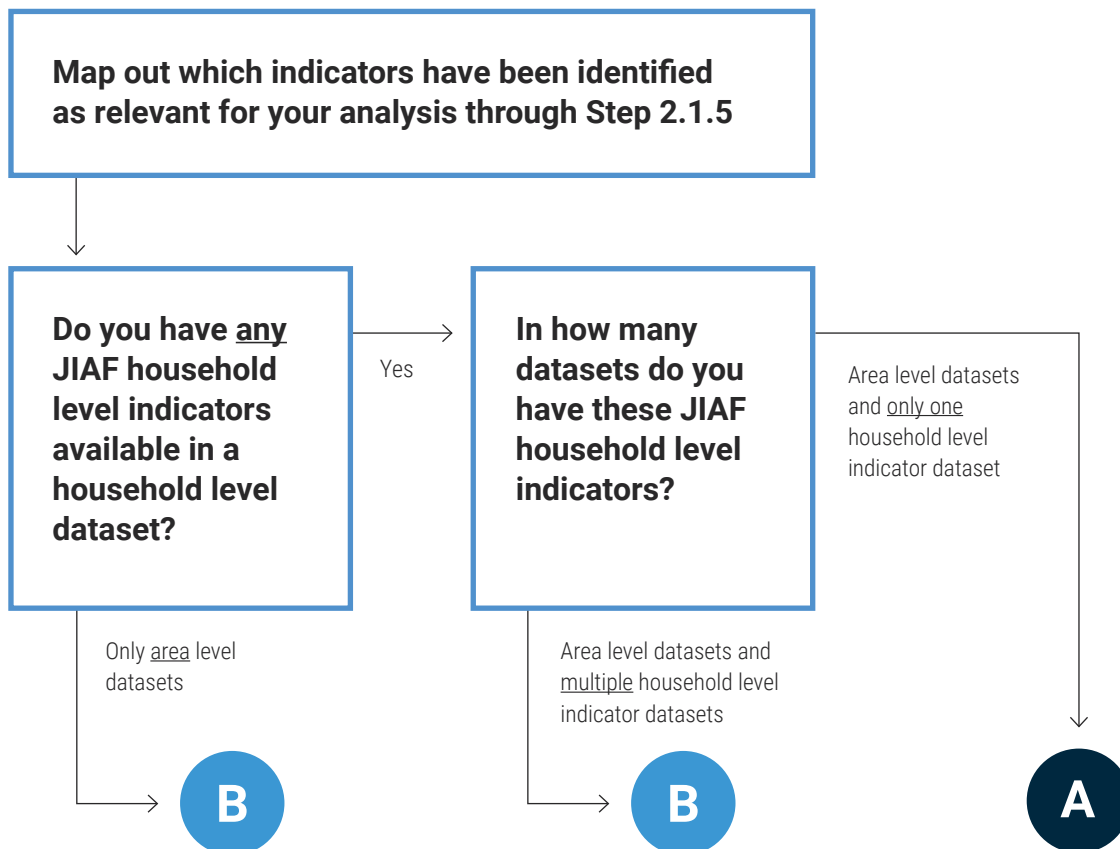 Map out which indicators have been identified
as relevant for your analysis through Step 2.1.5
Do you have any
JIAF household
level indicators
available in a
household level
dataset?
Yes
In how many
datasets do you
have these JIAF
household level
indicators?
Area level datasets
and only one
household level
indicator dataset
Only area level
datasets
Area level datasets and
multiple household level
indicator datasets
B
B
A